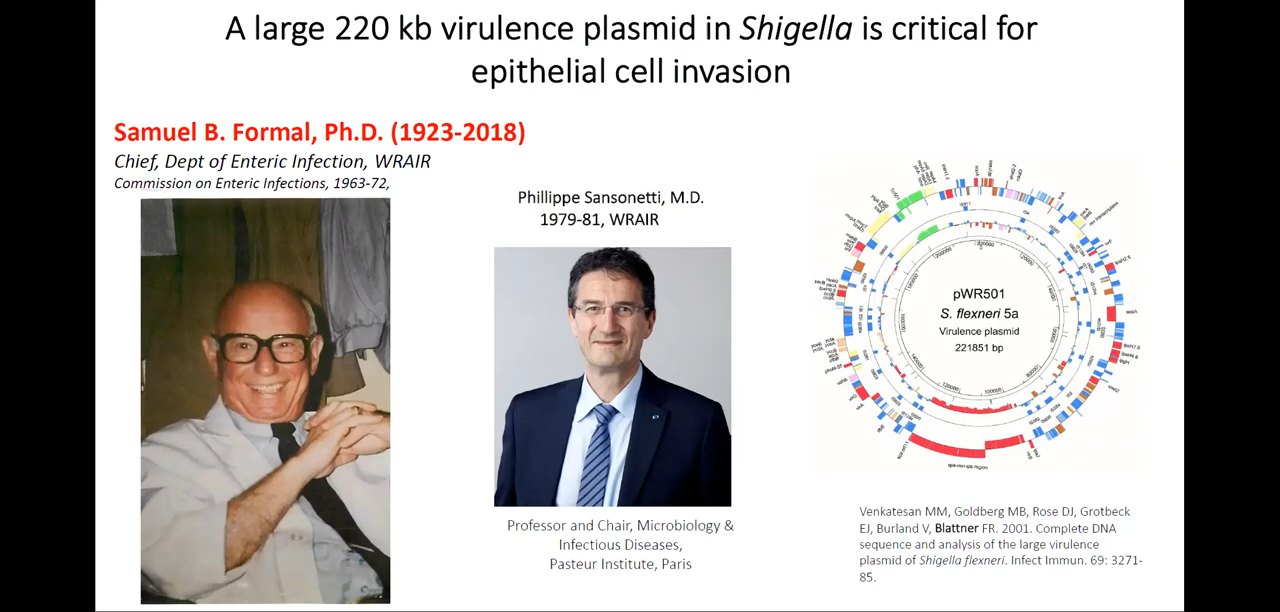 A large 220 kb virulence plasmid in Shigella is critical for
epithelial cell invasion
Samuel B. Formal, Ph.D. (1923-2018)
Chief, Dept of Enteric Infection, WRAIR
Commission on Enteric Infections, 1963-72,
Phillippe Sansonetti, M.D.
1979-81, WRAIR
Professor and Chair, Microbiology &
Infectious Diseases,
Pasteur Institute, Paris
pWR501
S. flexneri 5a
Virulence plasmid
221851 bp
spa-mxi-ipa region
Venkatesan MM, Goldberg MB, Rose DJ, Grotbeck
EJ, Burland V, Blattner FR. 2001. Complete DNA
sequence and analysis of the large virulence
plasmid of Shigella flexneri. Infect Immun. 69: 3271-
85.